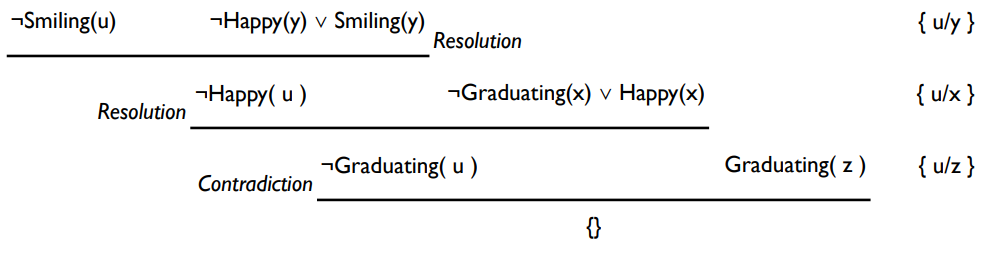 ¬Smiling(u) ¬Happy(y) ∨ Smiling(y) { u/y }
Resolution
Resolution ¬Happy( u ) ¬Graduating(x) ∨ Happy(x) { u/x }
Contradiction ¬Graduating( u ) Graduating( z ) { u/z }
{}